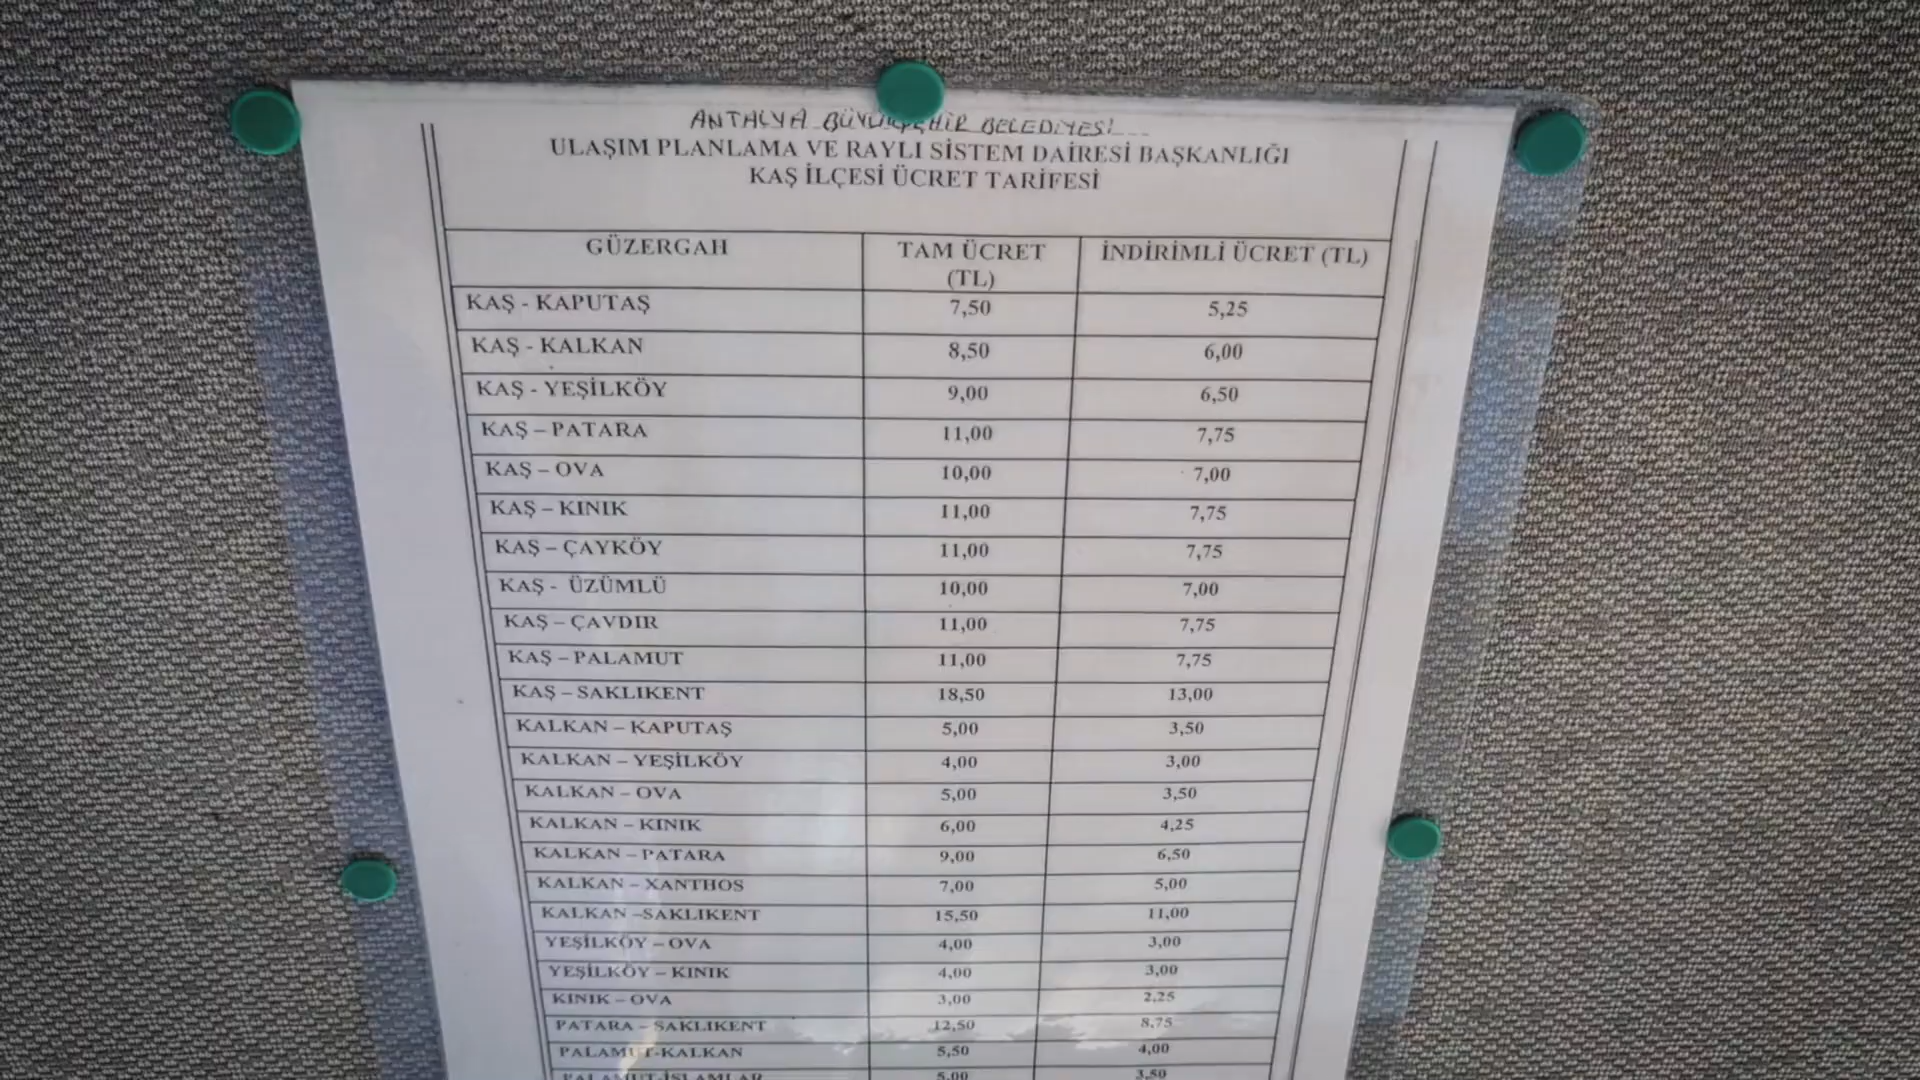 ANTALYA BÜYÜKŞEHİR BELEDİYESİ
ULAŞIM PLANLAMA VE RAYLI SİSTEM DAİRESİ BAŞKANLIĞI
KAŞ İLÇESİ ÜCRET TARİFESİ
GÜZERGAH TAM ÜCRET (TL) İNDİRİMLİ ÜCRET (TL)
KAŞ - KAPUTAŞ 7,50 5,25
KAŞ - KALKAN 8,50 6,00
KAŞ - YEŞİLKÖY 9,00 6,50
KAŞ – PATARA 11,00 7,75
KAŞ – OVA 10,00 7,00
KAŞ – KINIK 11,00 7,75
KAŞ – ÇAYKÖY 11,00 7,75
KAŞ - ÜZÜMLÜ 10,00 7,00
KAŞ – ÇAVDIR 11,00 7,75
KAŞ – PALAMUT 11,00 7,75
KAŞ – SAKLIKENT 18,50 13,00
KALKAN – KAPUTAŞ 5,00 3,50
KALKAN – YEŞİLKÖY 4,00 3,00
KALKAN – OVA 5,00 3,50
KALKAN – KINIK 6,00 4,25
KALKAN – PATARA 9,00 6,50
KALKAN – XANTHOS 7,00 5,00
KALKAN –SAKLIKENT 15,50 11,00
YEŞİLKÖY – OVA 4,00 3,00
YEŞİLKÖY – KINIK 4,00 3,00
KINIK – OVA 3,00 2,25
PATARA – SAKLIKENT 12,50 8,75
PALAMUT-KALKAN 5,50 4,00
PALAMUT-İSLAMLAR 5,00 3,50